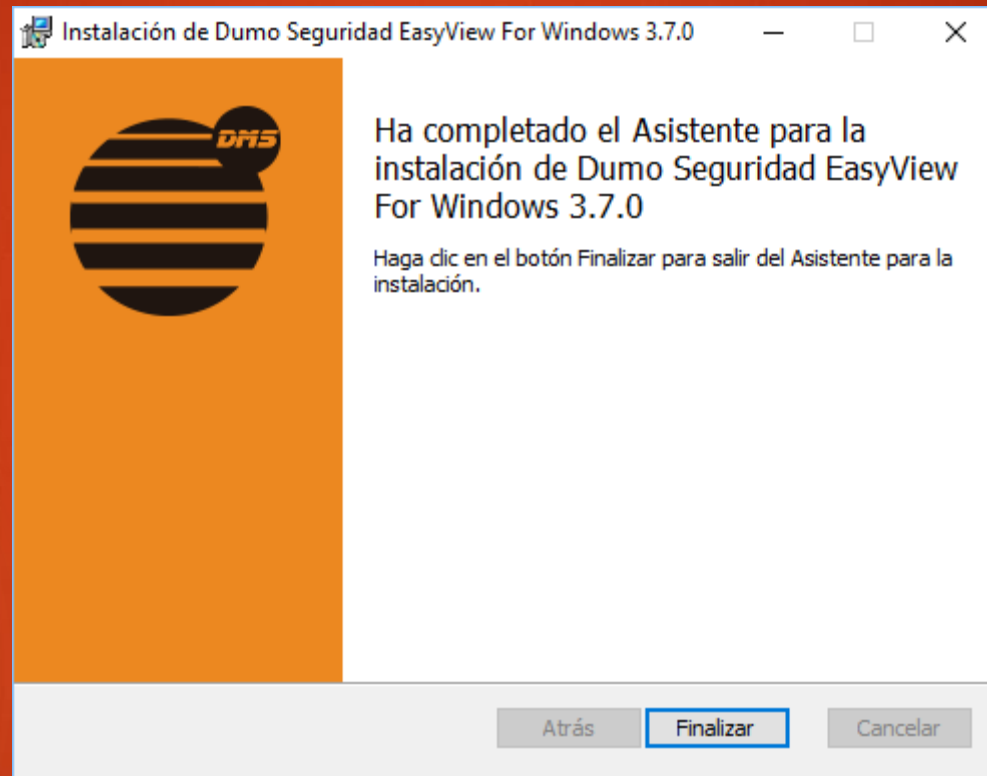 Instalación de Dumo Seguridad EasyView For Windows 3.7.0
DMS
Ha completado el Asistente para la
instalación de Dumo Seguridad EasyView
For Windows 3.7.0
Haga clic en el botón Finalizar para salir del Asistente para la
instalación.
Atrás
Finalizar
Cancelar